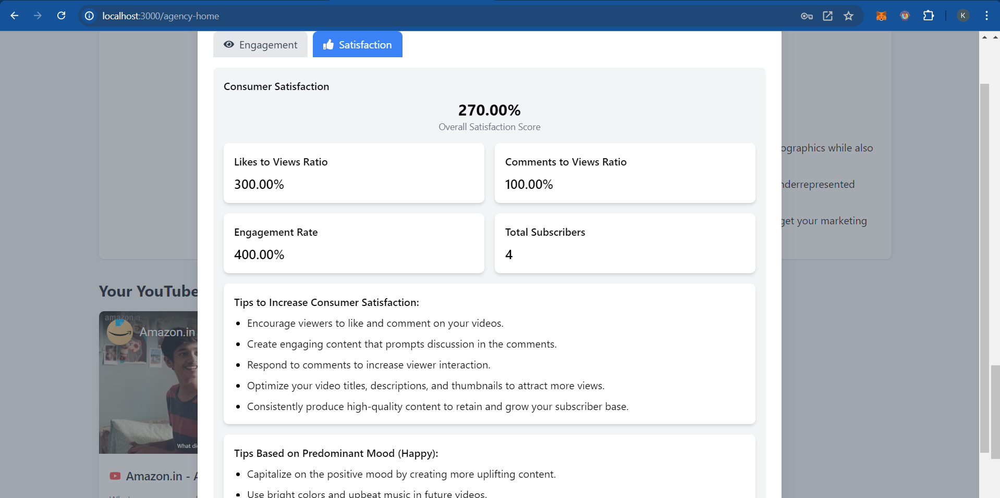 localhost:3000/agency-home
K
Engagement
Satisfaction
Consumer Satisfaction
270.00%
Overall Satisfaction Score
Likes to Views Ratio
300.00%
Comments to Views Ratio
100.00%
Engagement Rate
400.00%
Total Subscribers
4
Tips to Increase Consumer Satisfaction:
• Encourage viewers to like and comment on your videos.
• Create engaging content that prompts discussion in the comments.
• Respond to comments to increase viewer interaction.
• Optimize your video titles, descriptions, and thumbnails to attract more views.
• Consistently produce high-quality content to retain and grow your subscriber base.
Tips Based on Predominant Mood (Happy):
• Capitalize on the positive mood by creating more uplifting content.
• Use bright colors and upbeat music in future videos.
ographics while also
nderrepresented
get your marketing
Your YouTube
amazon.in
Amazon.in
What di
Amazon.in - A